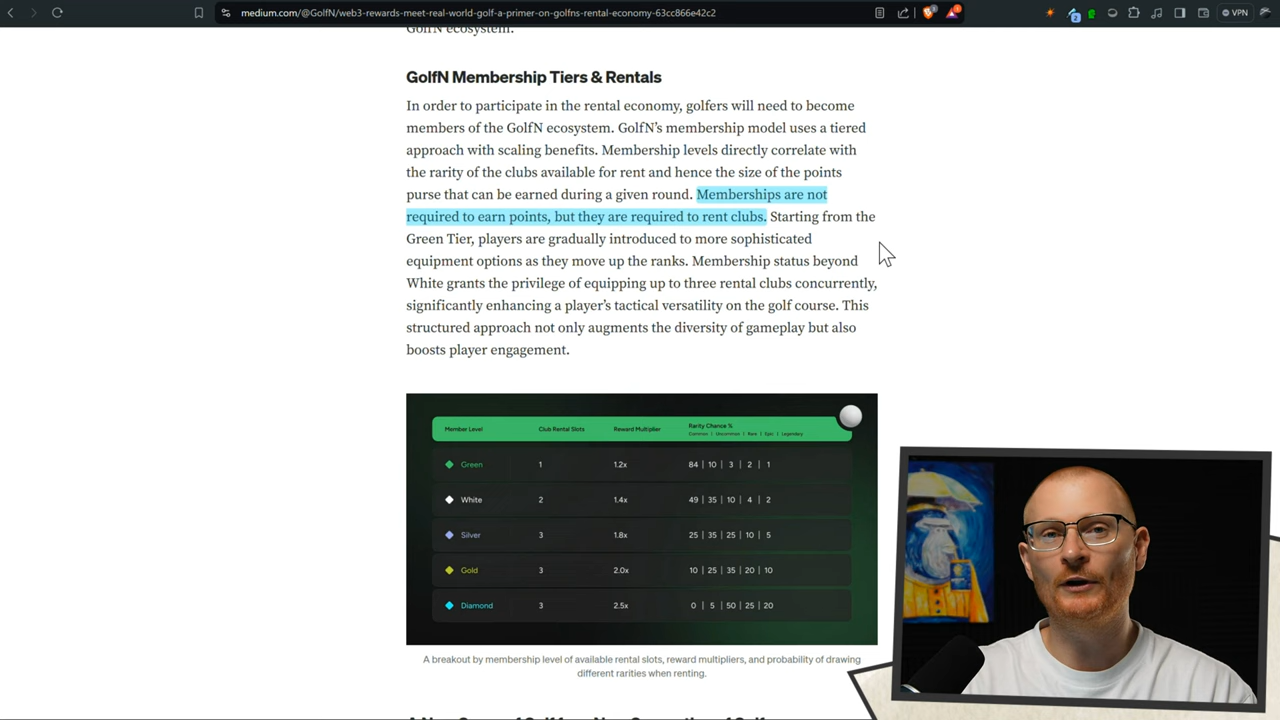 medium.com/@GolfN/web3-rewards-meet-real-world-golf-a-primer-on-golfns-rental-economy-63cc866e42c2
2
VPN
GolfN ecosystem.
GolfN Membership Tiers & Rentals
In order to participate in the rental economy, golfers will need to become
members of the GolfN ecosystem. GolfN’s membership model uses a tiered
approach with scaling benefits. Membership levels directly correlate with
the rarity of the clubs available for rent and hence the size of the points
purse that can be earned during a given round. Memberships are not
required to earn points, but they are required to rent clubs. Starting from the
Green Tier, players are gradually introduced to more sophisticated
equipment options as they move up the ranks. Membership status beyond
White grants the privilege of equipping up to three rental clubs concurrently,
significantly enhancing a player’s tactical versatility on the golf course. This
structured approach not only augments the diversity of gameplay but also
boosts player engagement.
Member Level Club Rental Slots Reward Multiplier Rarity Chance %
Common | Uncommon | Rare | Epic | Legendary
Green 1 1.2x 84 | 10 | 3 | 2 | 1
White 2 1.4x 49 | 35 | 10 | 4 | 2
Silver 3 1.8x 25 | 35 | 25 | 10 | 5
Gold 3 2.0x 10 | 25 | 35 | 20 | 10
Diamond 3 2.5x 0 | 5 | 50 | 25 | 20
A breakout by membership level of available rental slots, reward multipliers, and probability of drawing
different rarities when renting.